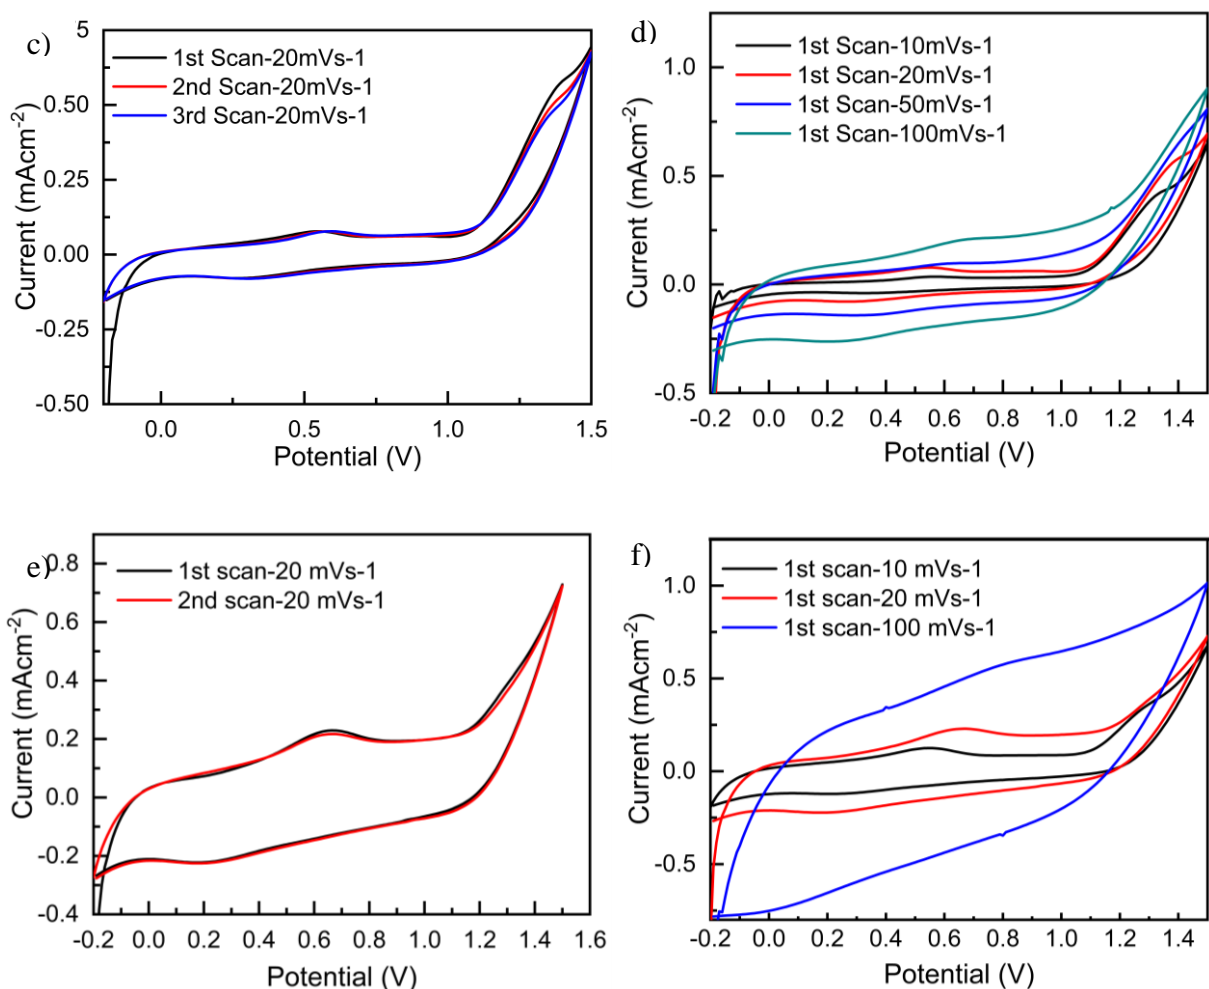 c)
5
0.50
0.25
0.00
-0.25
-0.50
Current (mAcm-2)
1st Scan-20mVs-1
2nd Scan-20mVs-1
3rd Scan-20mVs-1
0.0 0.5 1.0 1.5
Potential (V)
d)
1.0
0.5
0.0
-0.5
Current (mAcm-2)
1st Scan-10mVs-1
1st Scan-20mVs-1
1st Scan-50mVs-1
1st Scan-100mVs-1
-0.2 0.0 0.2 0.4 0.6 0.8 1.0 1.2 1.4
Potential (V)
e)
0.8
0.6
0.4
0.2
0.0
-0.2
-0.4
Current (mAcm-2)
1st scan-20 mVs-1
2nd scan-20 mVs-1
-0.2 0.0 0.2 0.4 0.6 0.8 1.0 1.2 1.4 1.6
Potential (V)
f)
1.0
0.5
0.0
-0.5
Current (mAcm-2)
1st scan-10 mVs-1
1st scan-20 mVs-1
1st scan-100 mVs-1
-0.2 0.0 0.2 0.4 0.6 0.8 1.0 1.2 1.4
Potential (V)